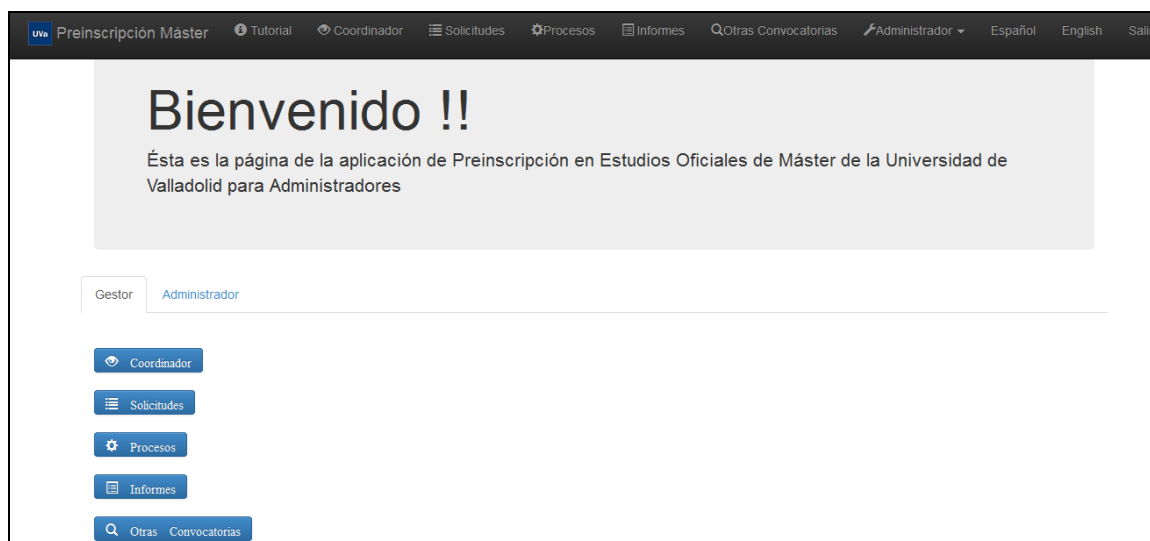 UVa Preinscripción Máster Tutorial Coordinador Solicitudes Procesos Informes Otras Convocatorias Administrador Español English Sali
Bienvenido !!
Ésta es la página de la aplicación de Preinscripción en Estudios Oficiales de Máster de la Universidad de
Valladolid para Administradores
Gestor Administrador
Coordinador
Solicitudes
Procesos
Informes
Otras Convocatorias